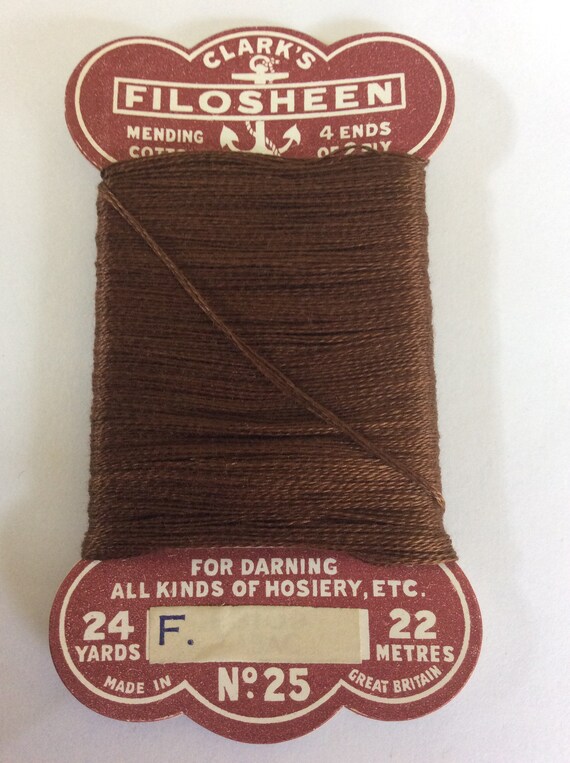 CLARK'S
FILOSHEEN
MENDING 4 ENDS
FOR DARNING
ALL KINDS OF HOSIERY, ETC.
24 F. 22
YARDS METRES
MADE IN Nº 25 GREAT BRITAIN